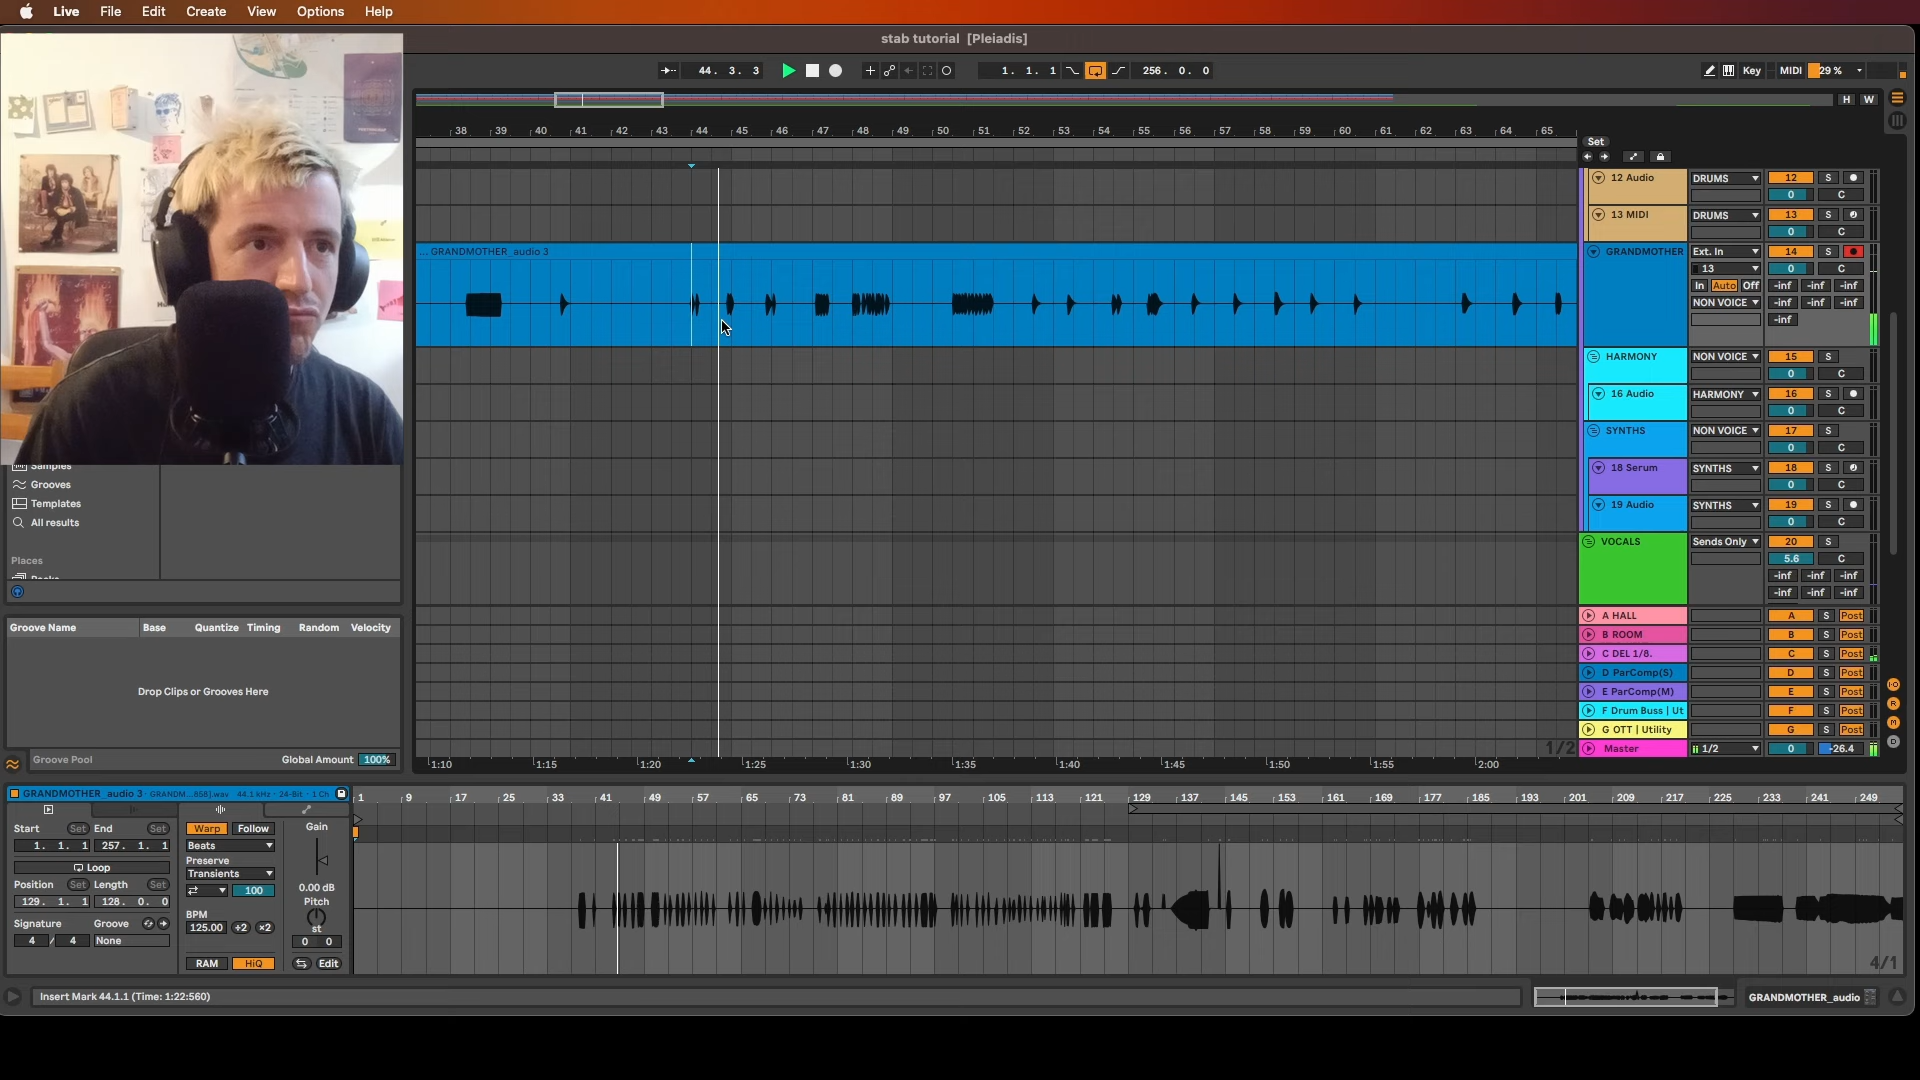 Live File Edit Create View Options Help
stab tutorial [Pleiadis]
44. 3. 3
1. 1. 1
256. 0. 0
Key
MIDI
29 %
H W
38 39 40 41 42 43 44 45 46 47 48 49 50 51 52 53 54 55 56 57 58 59 60 61 62 63 64 65
Set
12 Audio DRUMS 12 S
0 C
13 MIDI DRUMS 13 S
0 C
... GRANDMOTHER_audio 3
GRANDMOTHER Ext. In 14 S
13 0 C
In Auto Off -inf -inf -inf
NON VOICE -inf -inf -inf
-inf
HARMONY NON VOICE 15 S
0 C
16 Audio HARMONY 16 S
0 C
SYNTHS NON VOICE 17 S
0 C
18 Serum SYNTHS 18 S
0 C
19 Audio SYNTHS 19 S
0 C
VOCALS Sends Only 20 S
5.6 C
-inf -inf -inf
-inf -inf -inf
A HALL A S Post
B ROOM B S Post
C DEL 1/8. C S Post
D ParComp(S) D S Post
E ParComp(M) E S Post
F Drum Buss | Ut F S Post
G OTT | Utility G S Post
1/2
Master 1/2 0 -26.4
1:10 1:15 1:20 1:25 1:30 1:35 1:40 1:45 1:50 1:55 2:00
Samples
Grooves
Templates
All results
Places
Packs
Groove Name Base Quantize Timing Random Velocity
Drop Clips or Grooves Here
Groove Pool
Global Amount 100%
GRANDMOTHER_audio 3 - GRANDM...858].wav 44.1 kHz - 24-Bit - 1 Ch
Start Set End Set
1. 1. 1 257. 1. 1
Loop
Position Set Length Set
129. 1. 1 128. 0. 0
Signature Groove
4 / 4 None
Warp Follow
Beats
Preserve
Transients
100
BPM
125.00 ÷2 ×2
RAM HiQ
Gain
0.00 dB
Pitch
st
0 0
Edit
1 9 17 25 33 41 49 57 65 73 81 89 97 105 113 121 129 137 145 153 161 169 177 185 193 201 209 217 225 233 241 249
4/1
Insert Mark 44.1.1 (Time: 1:22:560)
GRANDMOTHER_audio